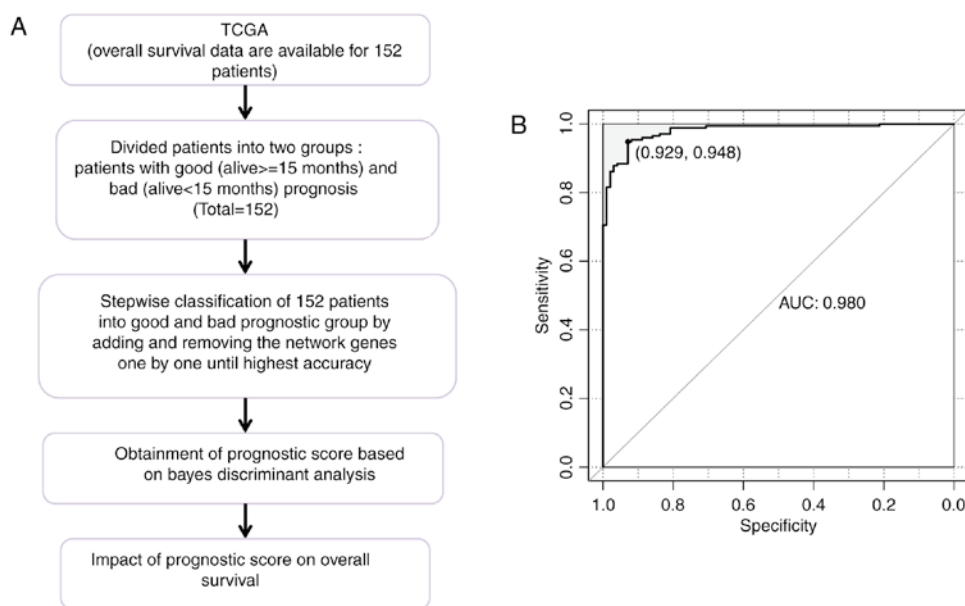 A
TCGA
(overall survival data are available for 152
patients)
Divided patients into two groups :
patients with good (alive>=15 months) and
bad (alive<15 months) prognosis
(Total=152)
Stepwise classification of 152 patients
into good and bad prognostic group by
adding and removing the network genes
one by one until highest accuracy
Obtainment of prognostic score based
on bayes discriminant analysis
Impact of prognostic score on overall
survival
B
(0.929, 0.948)
AUC: 0.980
Sensitivity
1.0
0.8
0.6
0.4
0.2
0.0
1.0 0.8 0.6 0.4 0.2 0.0
Specificity